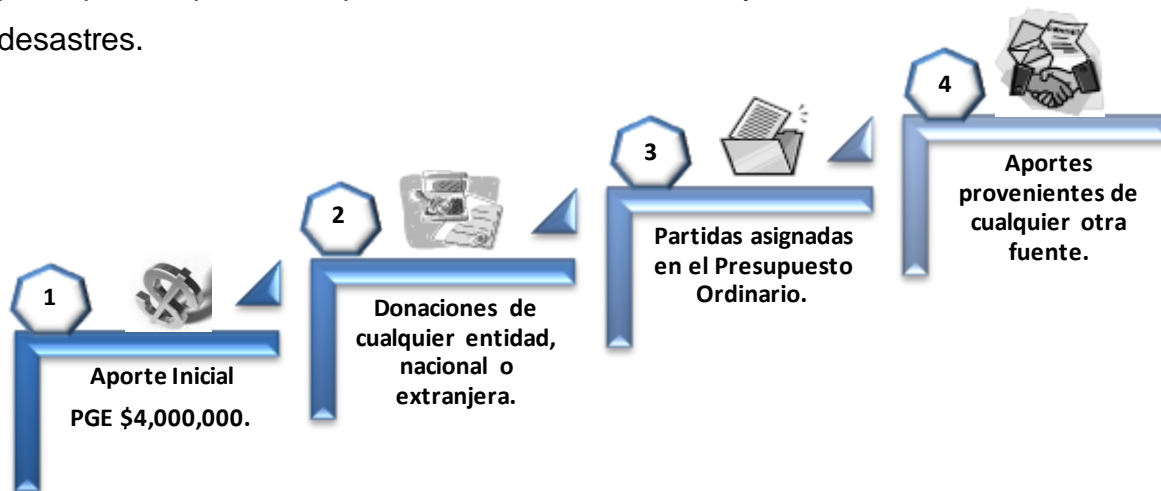 desastres.
1
Aporte Inicial
PGE $4,000,000.
2
Donaciones de
cualquier entidad,
nacional o
extranjera.
3
Partidas asignadas
en el Presupuesto
Ordinario.
4
Aportes
provenientes de
cualquier otra
fuente.